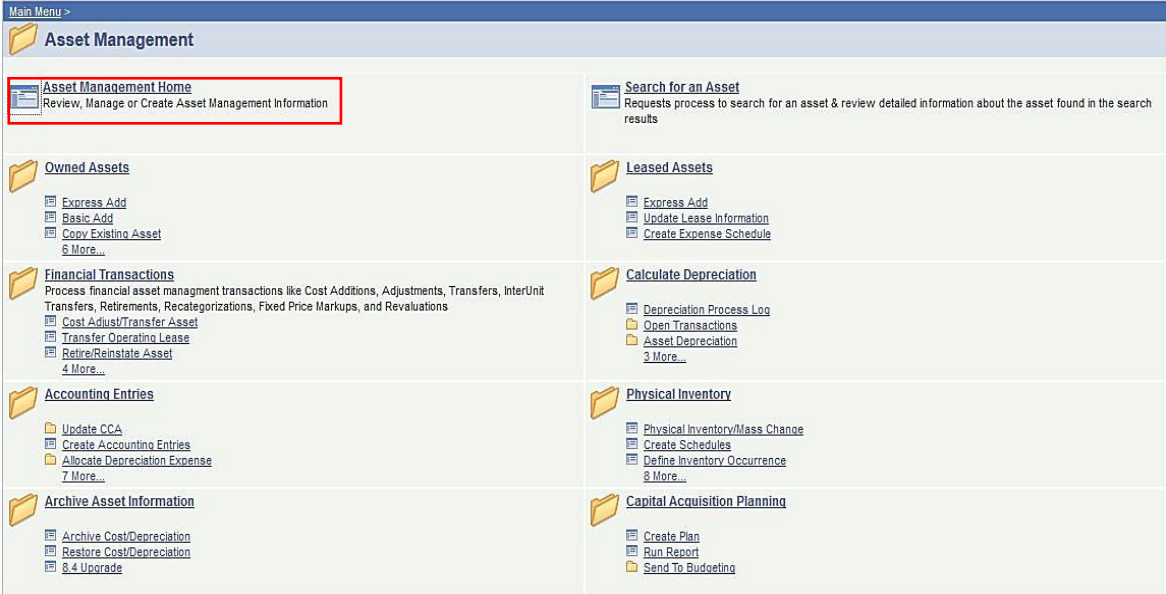 Main Menu >
Asset Management
Asset Management Home
Review, Manage or Create Asset Management Information
Search for an Asset
Requests process to search for an asset & review detailed information about the asset found in the search
results
Owned Assets
Express Add
Basic Add
Copy Existing Asset
6 More...
Leased Assets
Express Add
Update Lease Information
Create Expense Schedule
Financial Transactions
Process financial asset managment transactions like Cost Additions, Adjustments, Transfers, InterUnit
Transfers, Retirements, Recategorizations, Fixed Price Markups, and Revaluations
Cost Adjust/Transfer Asset
Transfer Operating Lease
Retire/Reinstate Asset
4 More...
Calculate Depreciation
Depreciation Process Log
Open Transactions
Asset Depreciation
3 More...
Accounting Entries
Update CCA
Create Accounting Entries
Allocate Depreciation Expense
7 More...
Physical Inventory
Physical Inventory/Mass Change
Create Schedules
Define Inventory Occurrence
8 More...
Archive Asset Information
Archive Cost/Depreciation
Restore Cost/Depreciation
8.4 Upgrade
Capital Acquisition Planning
Create Plan
Run Report
Send To Budgeting